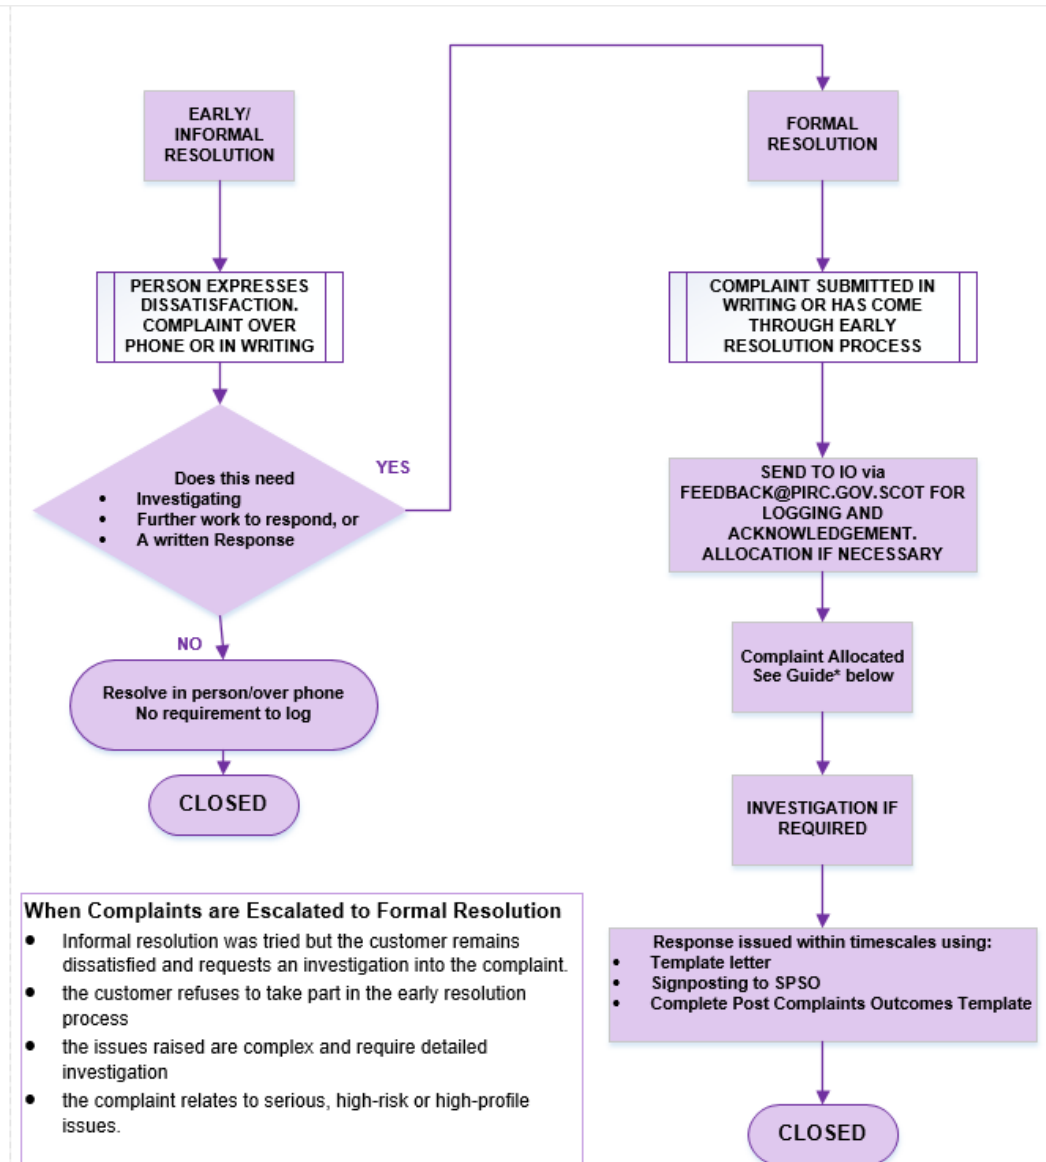 EARLY/
INFORMAL
RESOLUTION
PERSON EXPRESSES
DISSATISFACTION.
COMPLAINT OVER
PHONE OR IN WRITING
Does this need
• Investigating
• Further work to respond, or
• A written Response
YES
NO
Resolve in person/over phone
No requirement to log
CLOSED
When Complaints are Escalated to Formal Resolution
• Informal resolution was tried but the customer remains
dissatisfied and requests an investigation into the complaint.
• the customer refuses to take part in the early resolution
process
• the issues raised are complex and require detailed
investigation
• the complaint relates to serious, high-risk or high-profile
issues.
FORMAL
RESOLUTION
COMPLAINT SUBMITTED IN
WRITING OR HAS COME
THROUGH EARLY
RESOLUTION PROCESS
SEND TO IO via
FEEDBACK@PIRC.GOV.SCOT FOR
LOGGING AND
ACKNOWLEDGEMENT.
ALLOCATION IF NECESSARY
Complaint Allocated
See Guide* below
INVESTIGATION IF
REQUIRED
Response issued within timescales using:
• Template letter
• Signposting to SPSO
• Complete Post Complaints Outcomes Template
CLOSED